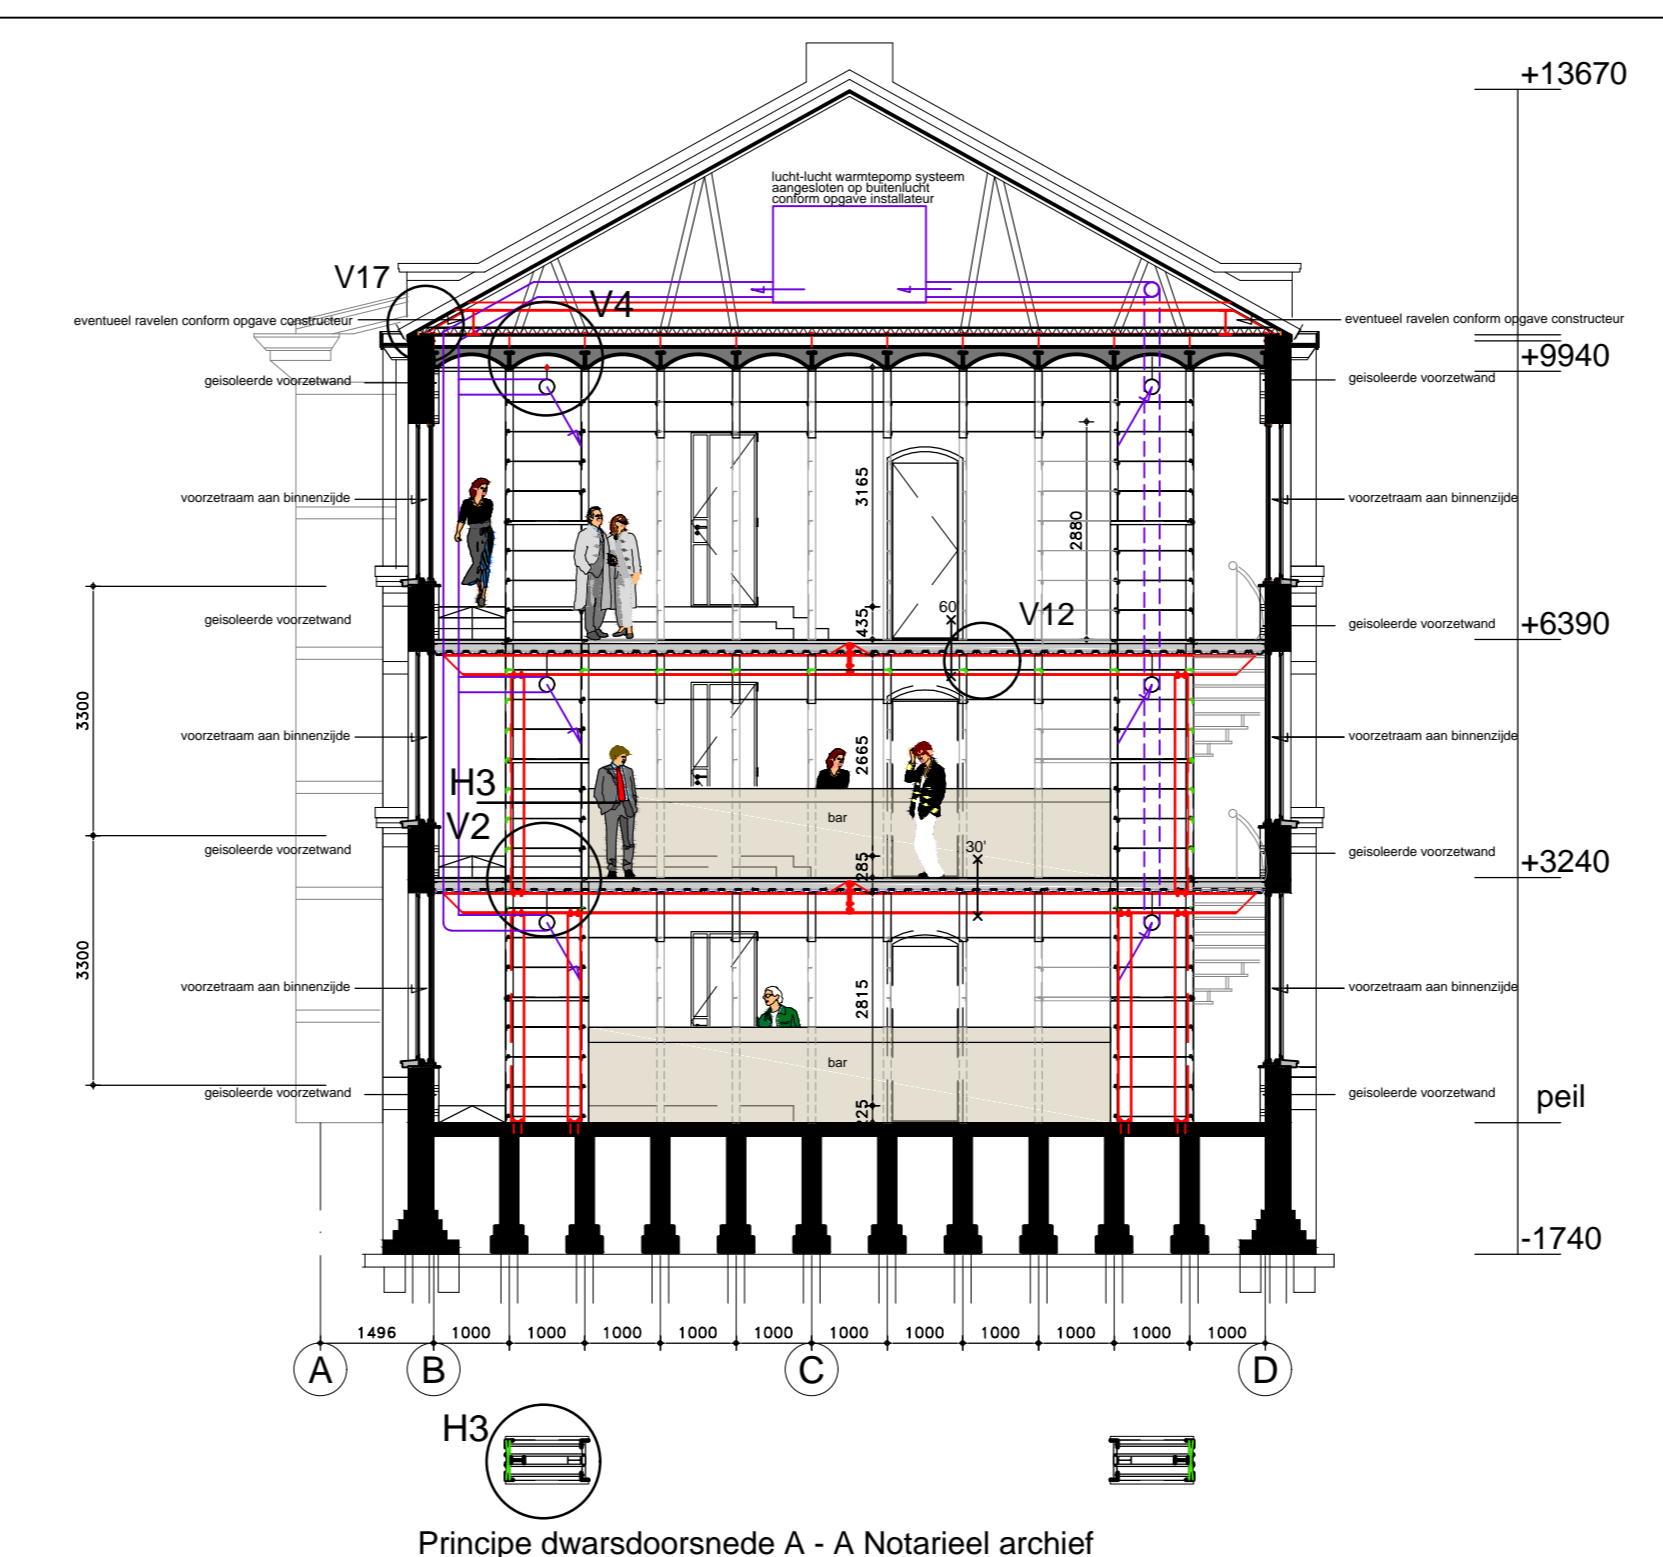 +13670
lucht-lucht warmtepomp systeem
aangesloten op buitenlucht
conform opgave installateur
V17
V4
eventueel ravelen conform opgave constructeur
eventueel ravelen conform opgave constructeur
+9940
geisoleerde voorzetwand
geisoleerde voorzetwand
3165
2880
voorzetraam aan binnenzijde
voorzetraam aan binnenzijde
60'
V12
435
geisoleerde voorzetwand
geisoleerde voorzetwand
+6390
3300
2665
voorzetraam aan binnenzijde
voorzetraam aan binnenzijde
H3
bar
V2
30'
285
geisoleerde voorzetwand
geisoleerde voorzetwand
+3240
3300
2815
voorzetraam aan binnenzijde
voorzetraam aan binnenzijde
bar
geisoleerde voorzetwand
geisoleerde voorzetwand
peil
225
-1740
1496 1000 1000 1000 1000 1000 1000 1000 1000 1000 1000 1000
A B C D
H3
Principe dwarsdoorsnede A - A Notarieel archief